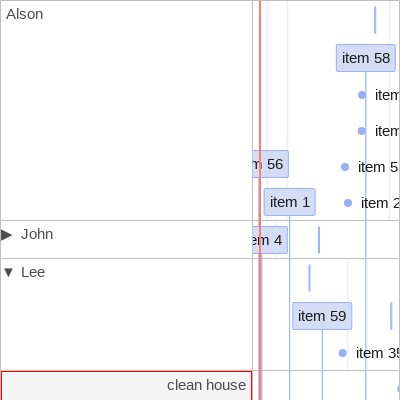 Alson
item 58
item
item
56
item 5
item 1
item 2
▶ John
item 4
▼ Lee
item 59
item 35
clean house